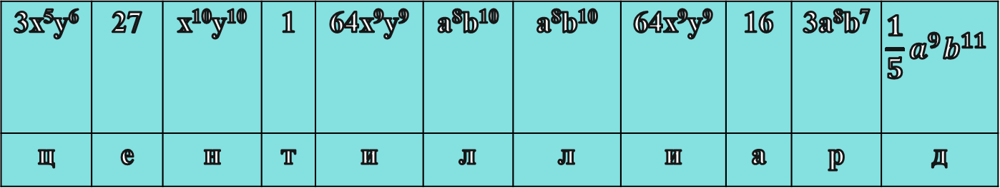 3x⁵y⁶ 27 x¹⁰y¹⁰ 1 64x⁹y⁹ a⁸b¹⁰ a⁸b¹⁰ 64x⁹y⁹ 16 3a⁸b⁷ 1/5 a⁹b¹¹
ц е н т и л л и а р д